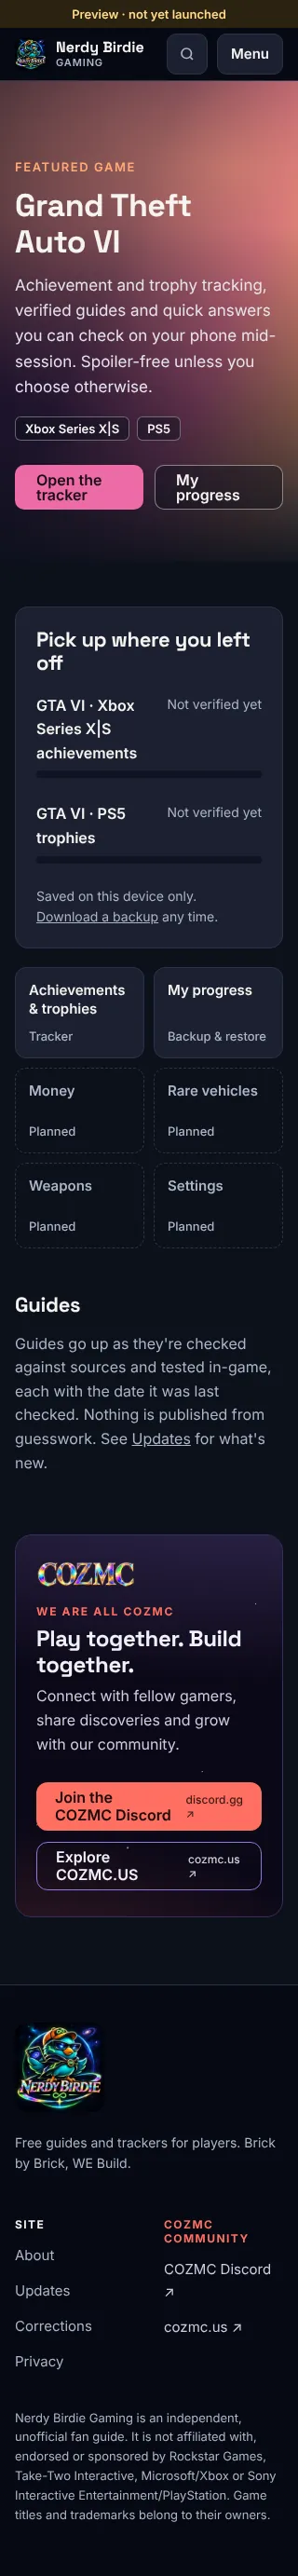 Preview · not yet launched
Nerdy Birdie
GAMING
Menu
FEATURED GAME
Grand Theft
Auto VI
Achievement and trophy tracking,
verified guides and quick answers
you can check on your phone mid-
session. Spoiler-free unless you
choose otherwise.
Xbox Series X|S
PS5
Open the
tracker
My
progress
Pick up where you left
off
GTA VI · Xbox
Series X|S
achievements
Not verified yet
GTA VI · PS5
trophies
Not verified yet
Saved on this device only.
Download a backup any time.
Achievements
& trophies
Tracker
My progress
Backup & restore
Money
Planned
Rare vehicles
Planned
Weapons
Planned
Settings
Planned
Guides
Guides go up as they're checked
against sources and tested in-game,
each with the date it was last
checked. Nothing is published from
guesswork. See Updates for what's
new.
COZMC
WE ARE ALL COZMC
Play together. Build
together.
Connect with fellow gamers,
share discoveries and grow
with our community.
Join the
COZMC Discord
discord.gg
↗
Explore
COZMC.US
cozmc.us
↗
NERDY BIRDIE
Free guides and trackers for players. Brick
by Brick, WE Build.
SITE
About
Updates
Corrections
Privacy
COZMC
COMMUNITY
COZMC Discord
↗
cozmc.us ↗
Nerdy Birdie Gaming is an independent,
unofficial fan guide. It is not affiliated with,
endorsed or sponsored by Rockstar Games,
Take-Two Interactive, Microsoft/Xbox or Sony
Interactive Entertainment/PlayStation. Game
titles and trademarks belong to their owners.